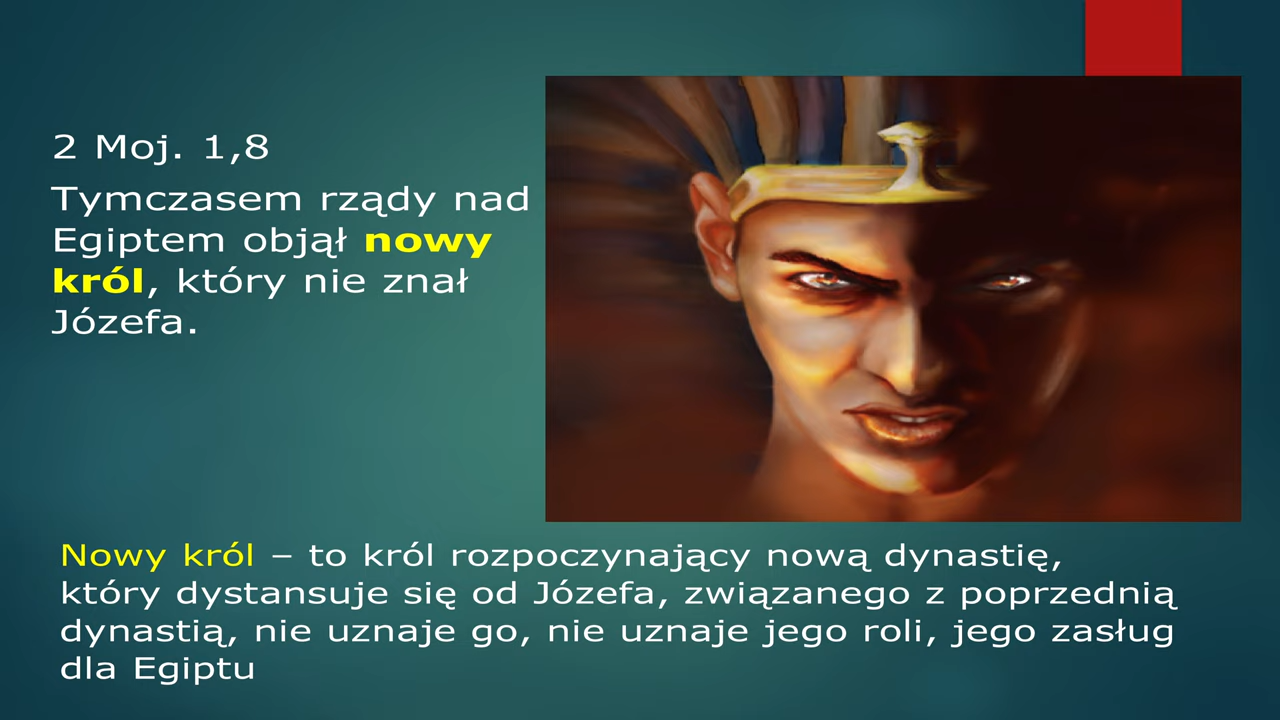 2 Moj. 1,8
Tymczasem rządy nad
Egiptem objął nowy
król, który nie znał
Józefa.
Nowy król – to król rozpoczynający nową dynastię,
który dystansuje się od Józefa, związanego z poprzednią
dynastią, nie uznaje go, nie uznaje jego roli, jego zasług
dla Egiptu